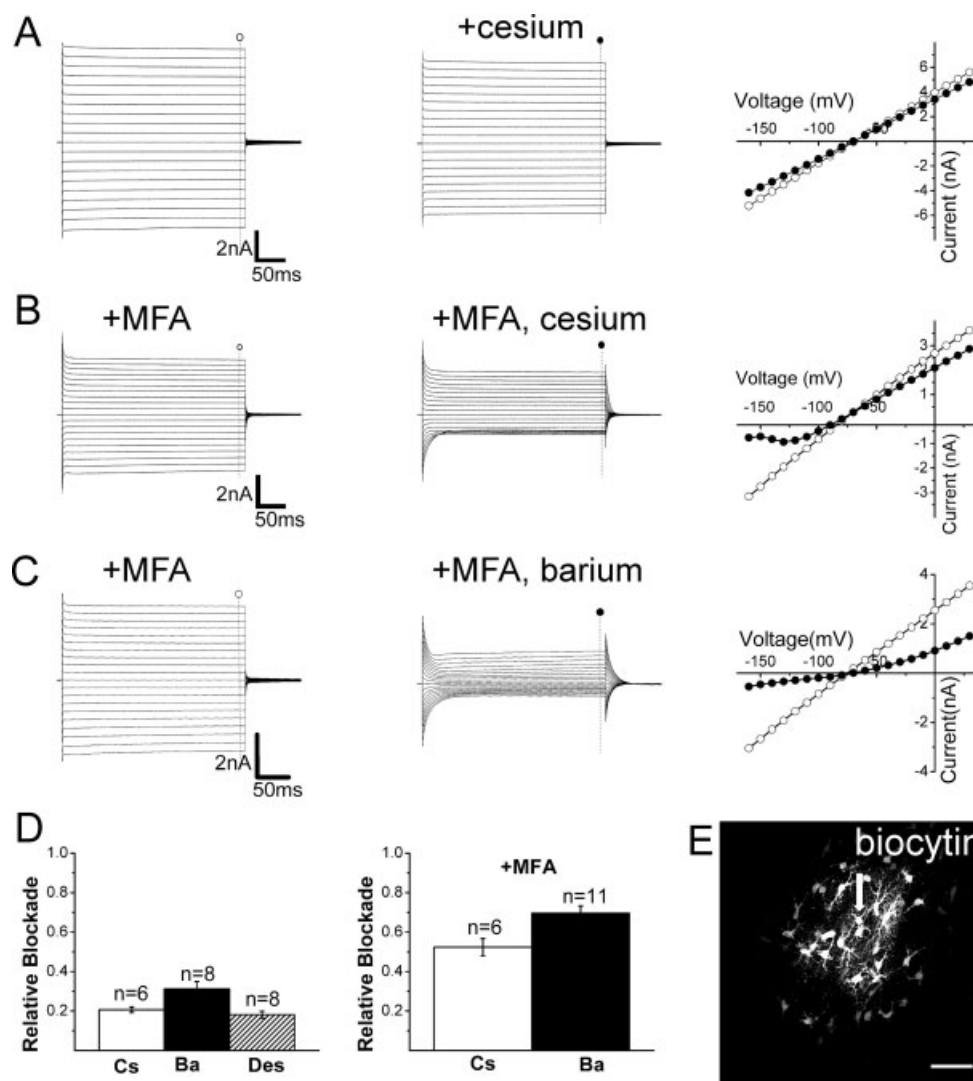 A
+cesium
2nA
50ms
Voltage (mV)
-150
-100
-50
6
4
2
-2
-4
-6
Current (nA)
B
+MFA
+MFA, cesium
2nA
50ms
Voltage (mV)
-150
-100
-50
3
2
1
-1
-2
-3
Current (nA)
C
+MFA
+MFA, barium
2nA
50ms
Voltage(mV)
-150
-100
-50
4
2
-2
-4
Current(nA)
D
Relative Blockade
1.0
0.8
0.6
0.4
0.2
n=6
n=8
n=8
Cs
Ba
Des
+MFA
Relative Blockade
1.0
0.8
0.6
0.4
0.2
n=6
n=11
Cs
Ba
E
biocytin